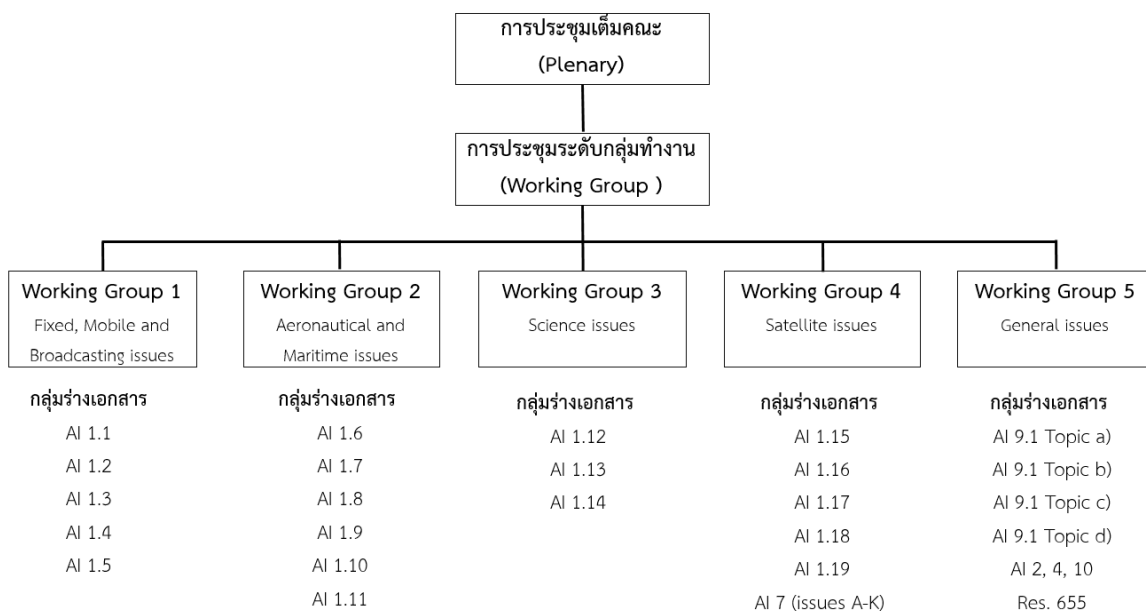 การประชุมเต็มคณะ
(Plenary)
การประชุมระดับกลุ่มทำงาน
(Working Group )
Working Group 1
Fixed, Mobile and
Broadcasting issues
กลุ่มร่างเอกสาร
AI 1.1
AI 1.2
AI 1.3
AI 1.4
AI 1.5
Working Group 2
Aeronautical and
Maritime issues
กลุ่มร่างเอกสาร
AI 1.6
AI 1.7
AI 1.8
AI 1.9
AI 1.10
AI 1.11
Working Group 3
Science issues
กลุ่มร่างเอกสาร
AI 1.12
AI 1.13
AI 1.14
Working Group 4
Satellite issues
กลุ่มร่างเอกสาร
AI 1.15
AI 1.16
AI 1.17
AI 1.18
AI 1.19
AI 7 (issues A-K)
Working Group 5
General issues
กลุ่มร่างเอกสาร
AI 9.1 Topic a)
AI 9.1 Topic b)
AI 9.1 Topic c)
AI 9.1 Topic d)
AI 2, 4, 10
Res. 655